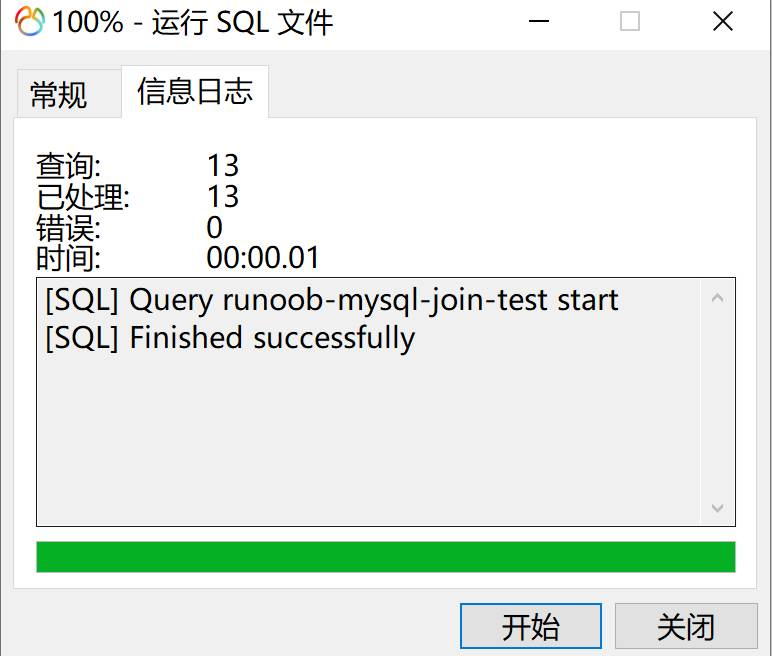 100% - 运行 SQL 文件
常规
信息日志
查询: 13
已处理: 13
错误: 0
时间: 00:00.01
[SQL] Query runoob-mysql-join-test start
[SQL] Finished successfully
开始
关闭